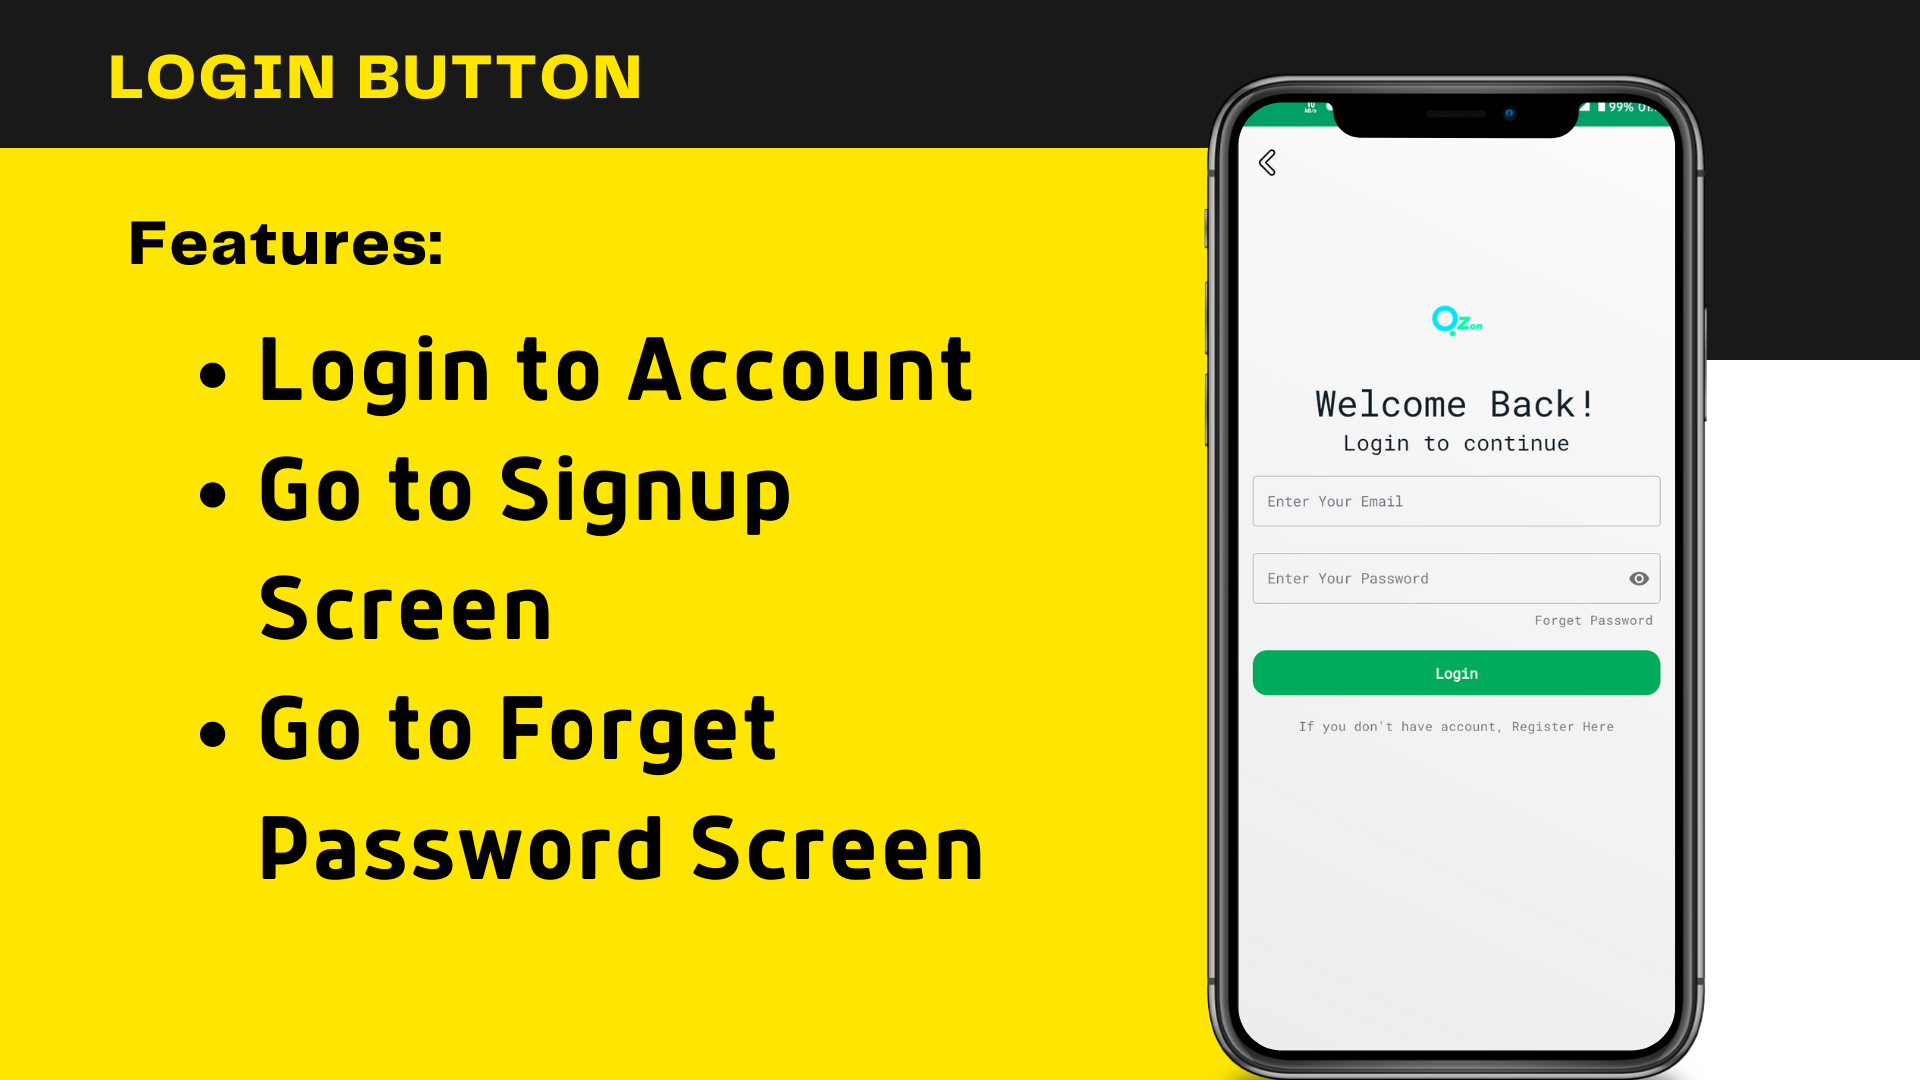 LOGIN BUTTON
Features:
• Login to Account
• Go to Signup
Screen
• Go to Forget
Password Screen
99%
Ozon
Welcome Back!
Login to continue
Enter Your Email
Enter Your Password
Forget Password
Login
If you don't have account, Register Here